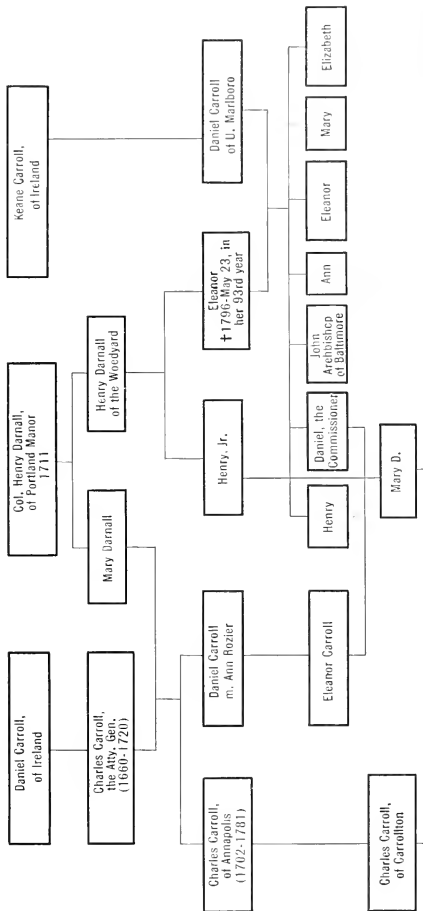 Daniel Carroll,
of Ireland
Col. Henry Darnall,
of Portland Manor
1711
Keane Carroll,
of Ireland
Charles Carroll,
the Atty. Gen.
(1660-1720)
Mary Darnall
Henry Darnall
of the Woodyard
Charles Carroll,
of Annapolis
(1702-1781)
Daniel Carroll
m. Ann Rozier
Henry, Jr.
Eleanor
†1796-May 23, in
her 93rd year
Daniel Carroll
of U. Marlboro
Eleanor Carroll
Henry
Daniel, the
Commissioner
John
Archbishop
of Baltimore
Ann
Eleanor
Mary
Elizabeth
Charles Carroll
of Carrollton
Mary D.